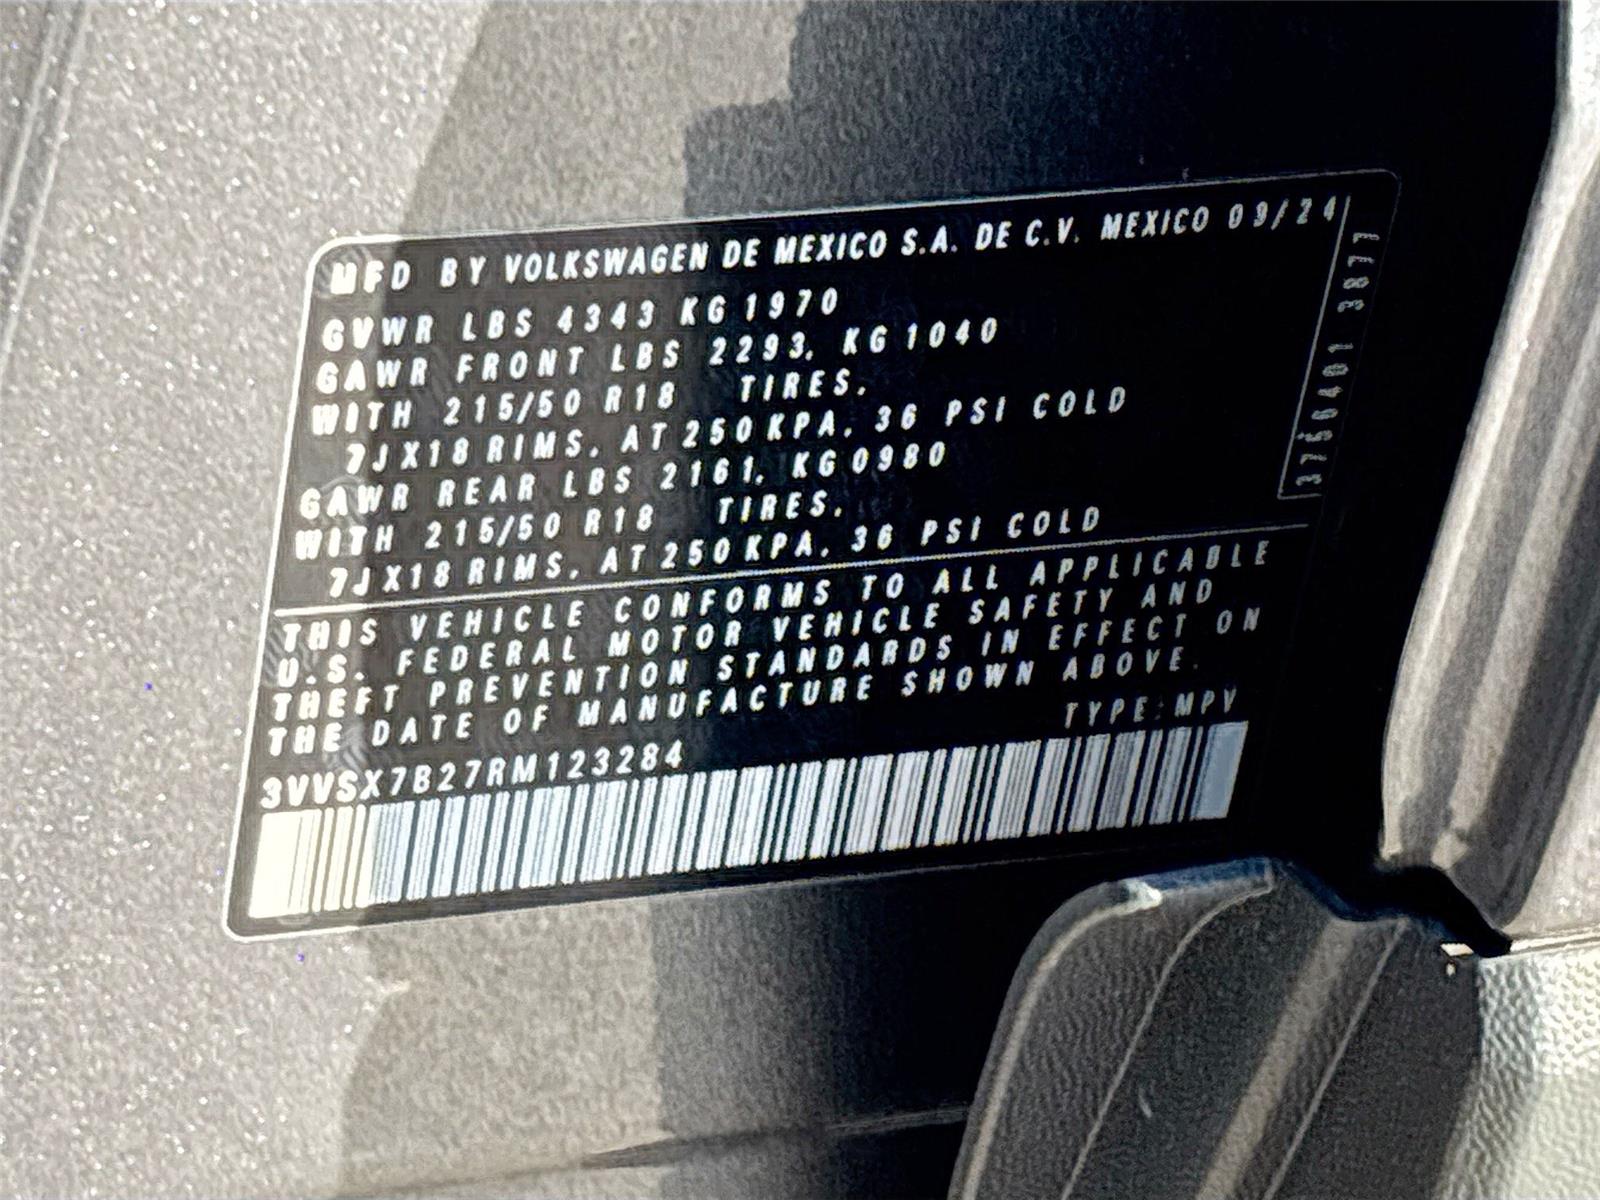 MFD BY VOLKSWAGEN DE MEXICO S.A. DE C.V. MEXICO 09/24
GVWR LBS 4343 KG 1970
GAWR FRONT LBS 2293, KG 1040
WITH 215/50 R18 TIRES,
7JX18 RIMS, AT 250 KPA, 36 PSI COLD
GAWR REAR LBS 2161, KG 0980
WITH 215/50 R18 TIRES,
7JX18 RIMS, AT 250 KPA, 36 PSI COLD
THIS VEHICLE CONFORMS TO ALL APPLICABLE
U.S. FEDERAL MOTOR VEHICLE SAFETY AND
THEFT PREVENTION STANDARDS IN EFFECT ON
THE DATE OF MANUFACTURE SHOWN ABOVE.
TYPE: MPV
3VVSX7B27RM123284